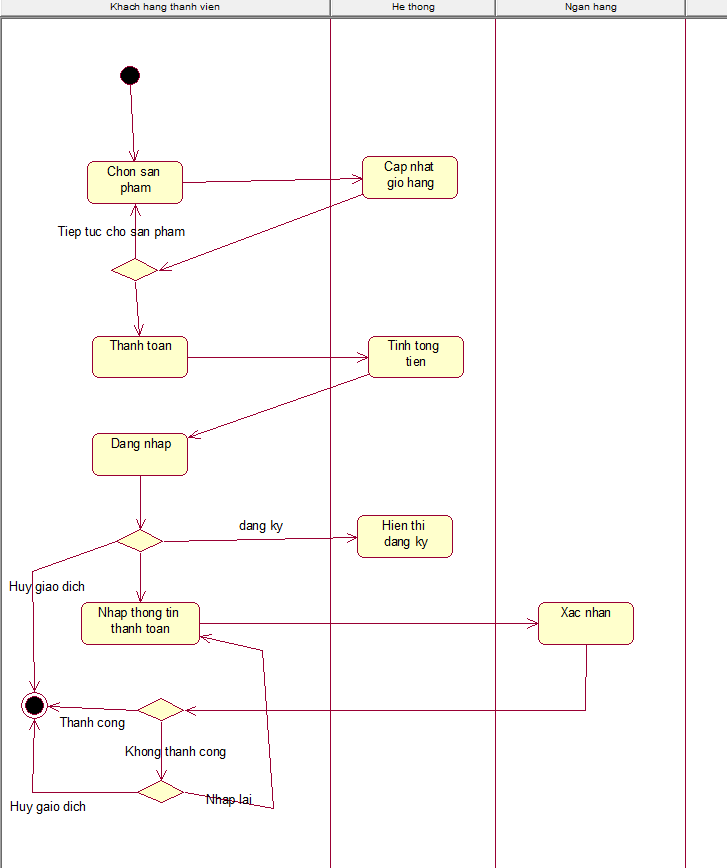 Khach hang thanh vien
He thong
Ngan hang
Chon san
pham
Cap nhat
gio hang
Tiep tuc cho san pham
Thanh toan
Tinh tong
tien
Dang nhap
dang ky
Hien thi
dang ky
Huy giao dich
Nhap thong tin
thanh toan
Xac nhan
Thanh cong
Khong thanh cong
Nhap lai
Huy gaio dich